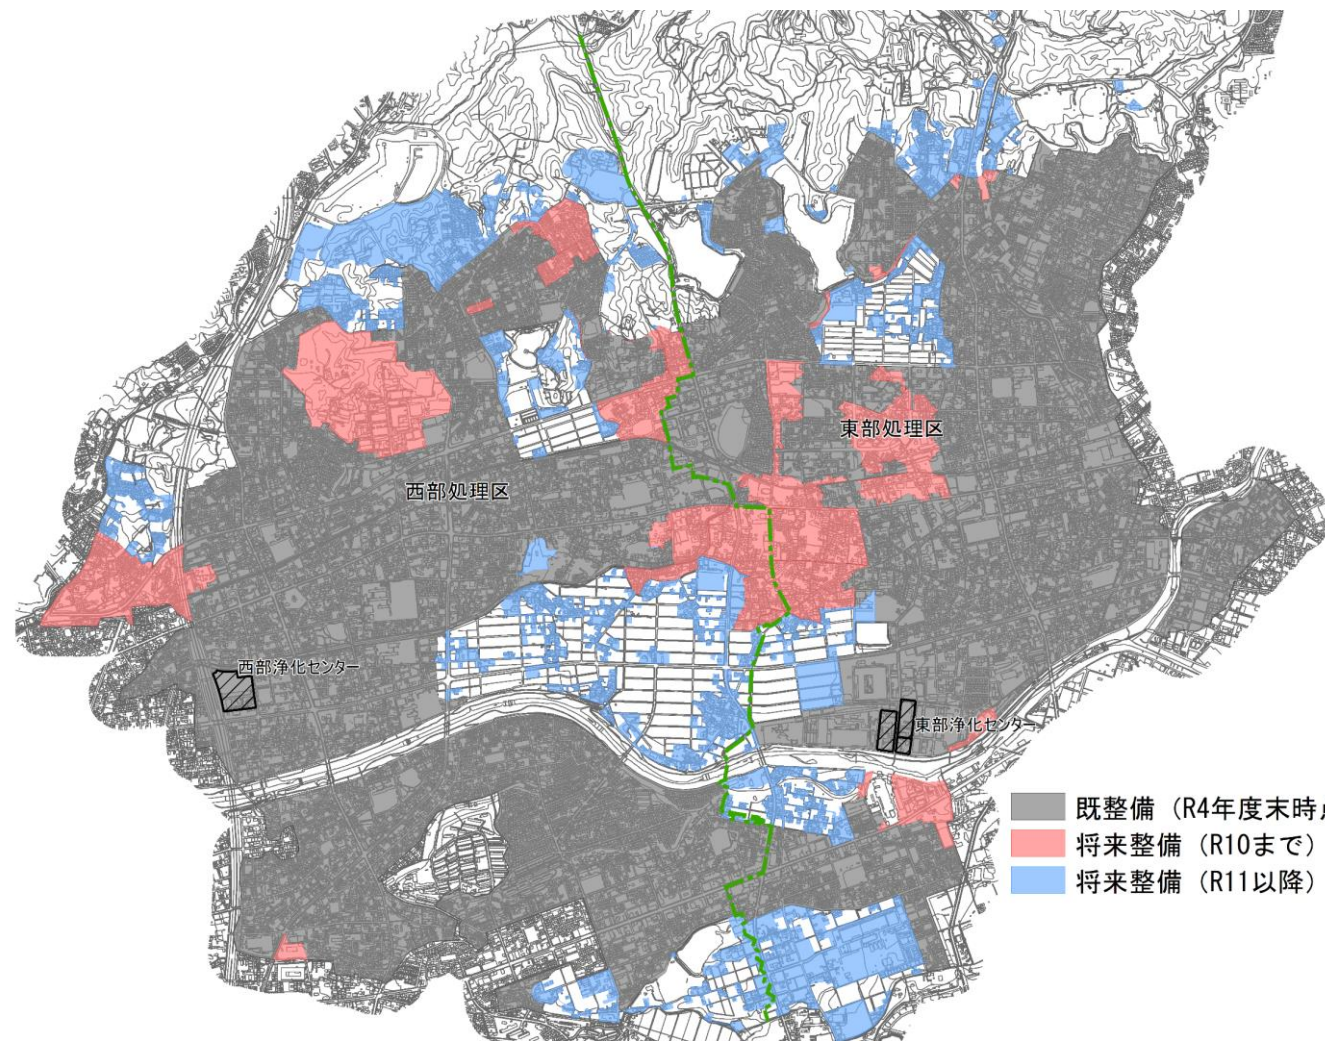 東部処理区
西部処理区
西部浄化センター
東部浄化センター
既整備（R4年度末時点
将来整備（R10まで）
将来整備（R11以降）